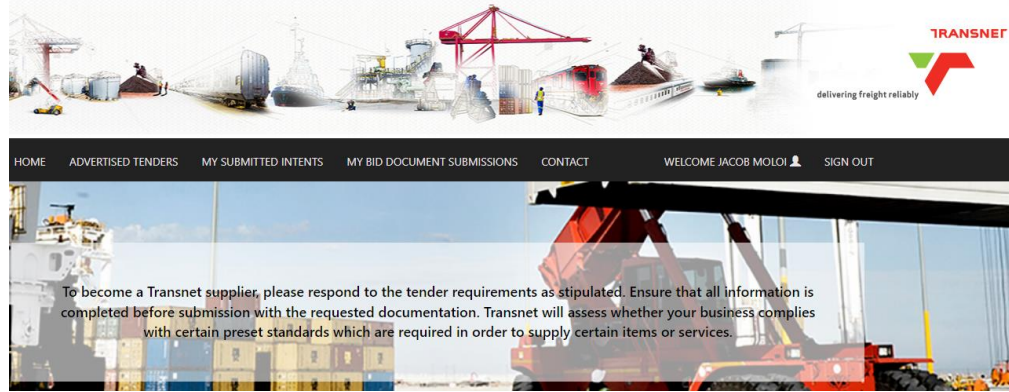 TRANSNET
delivering freight reliably
HOME ADVERTISED TENDERS MY SUBMITTED INTENTS MY BID DOCUMENT SUBMISSIONS CONTACT WELCOME JACOB MOLOI SIGN OUT
To become a Transnet supplier, please respond to the tender requirements as stipulated. Ensure that all information is
completed before submission with the requested documentation. Transnet will assess whether your business complies
with certain preset standards which are required in order to supply certain items or services.